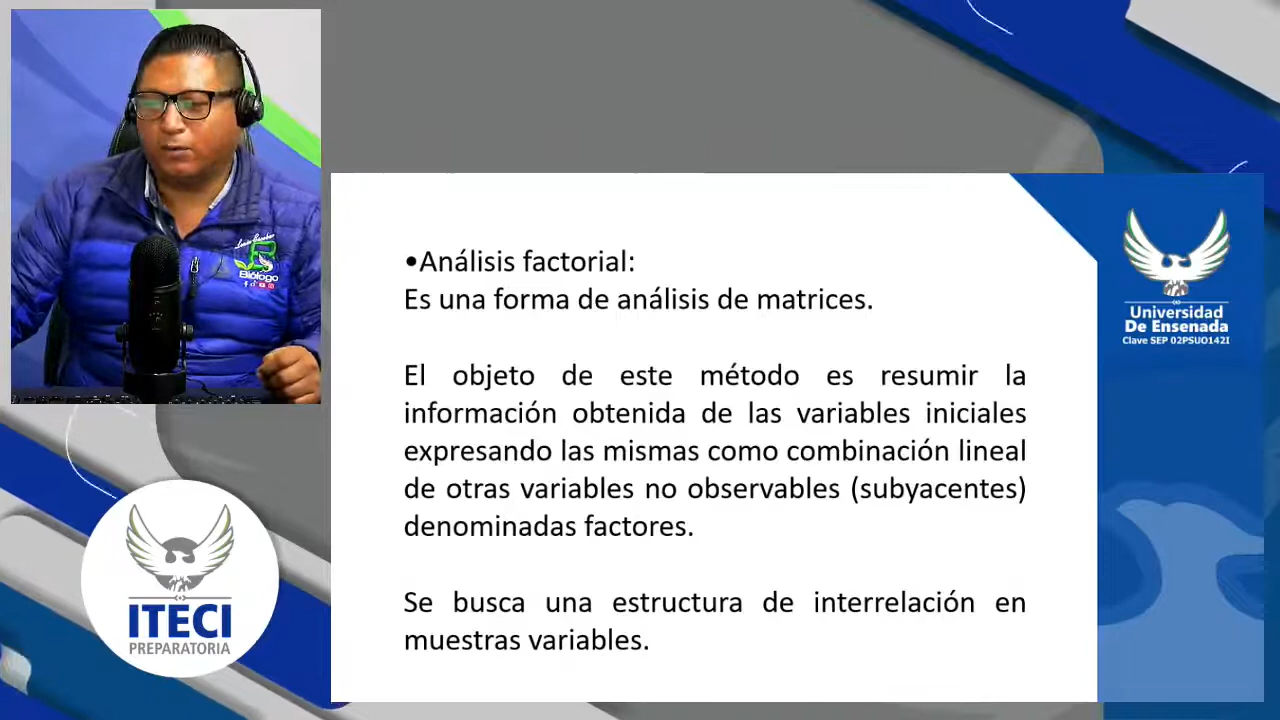 Biólogo
•Análisis factorial:
Es una forma de análisis de matrices.
El objeto de este método es resumir la
información obtenida de las variables iniciales
expresando las mismas como combinación lineal
de otras variables no observables (subyacentes)
denominadas factores.
Se busca una estructura de interrelación en
muestras variables.
Universidad
De Ensenada
Clave SEP 02PSU0142I
ITECI
PREPARATORIA